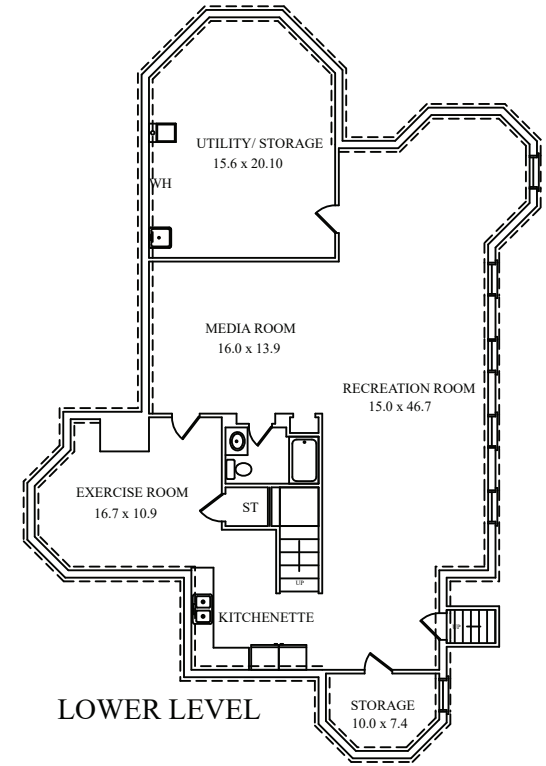 UTILITY/ STORAGE
15.6 x 20.10
WH
MEDIA ROOM
16.0 x 13.9
RECREATION ROOM
15.0 x 46.7
EXERCISE ROOM
16.7 x 10.9
ST
UP
KITCHENETTE
UP
STORAGE
10.0 x 7.4
LOWER LEVEL